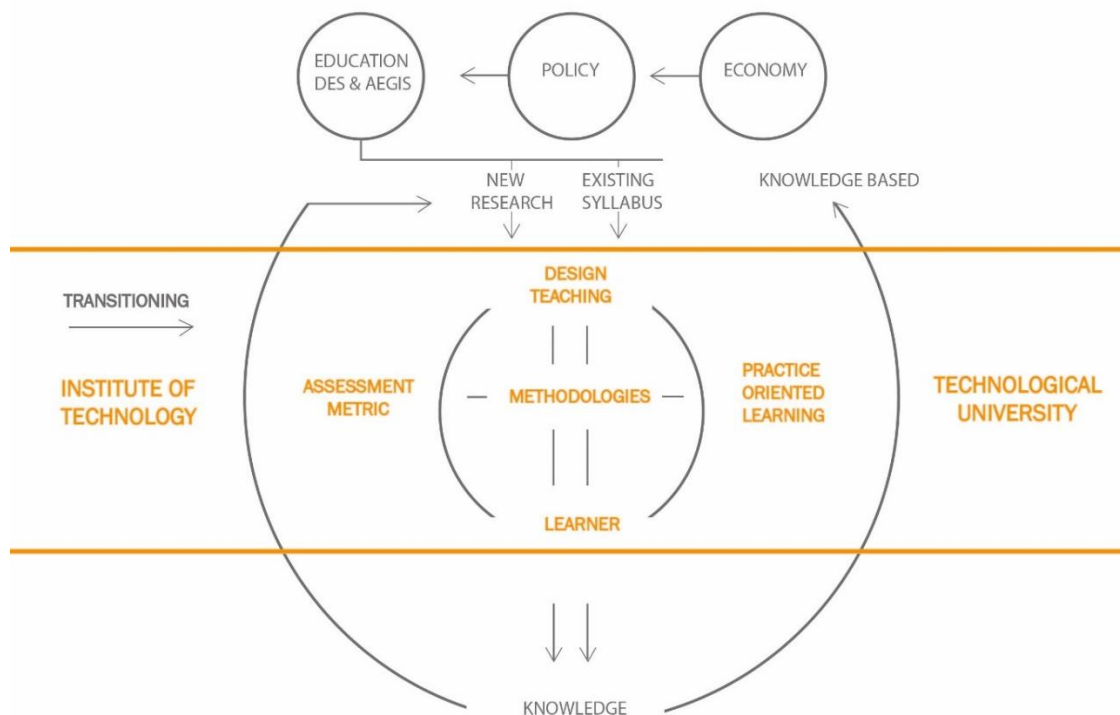 EDUCATION
DES & AEGIS
POLICY
ECONOMY
NEW
RESEARCH
EXISTING
SYLLABUS
KNOWLEDGE BASED
DESIGN
TEACHING
TRANSITIONING
INSTITUTE OF
TECHNOLOGY
ASSESSMENT
METRIC
METHODOLOGIES
PRACTICE
ORIENTED
LEARNING
TECHNOLOGICAL
UNIVERSITY
LEARNER
KNOWLEDGE